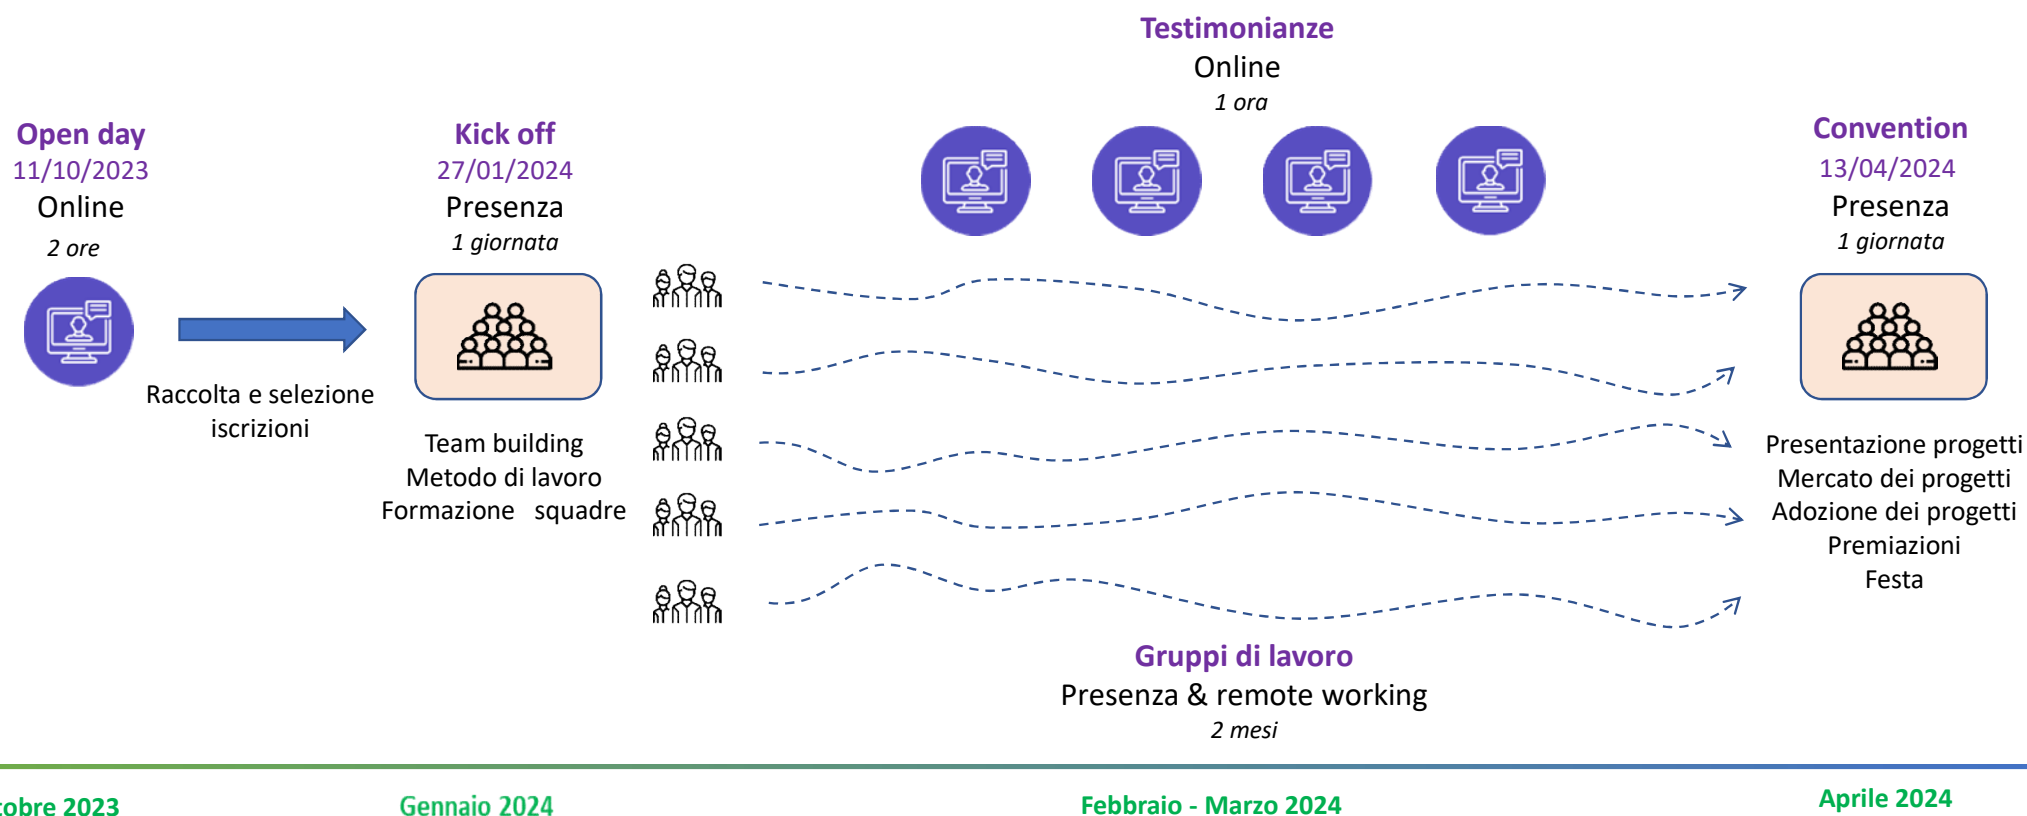 Open day
11/10/2023
Online
2 ore
Raccolta e selezione
iscrizioni
Kick off
27/01/2024
Presenza
1 giornata
Team building
Metodo di lavoro
Formazione squadre
Testimonianze
Online
1 ora
Gruppi di lavoro
Presenza & remote working
2 mesi
Convention
13/04/2024
Presenza
1 giornata
Presentazione progetti
Mercato dei progetti
Adozione dei progetti
Premiazioni
Festa
tobre 2023
Gennaio 2024
Febbraio - Marzo 2024
Aprile 2024